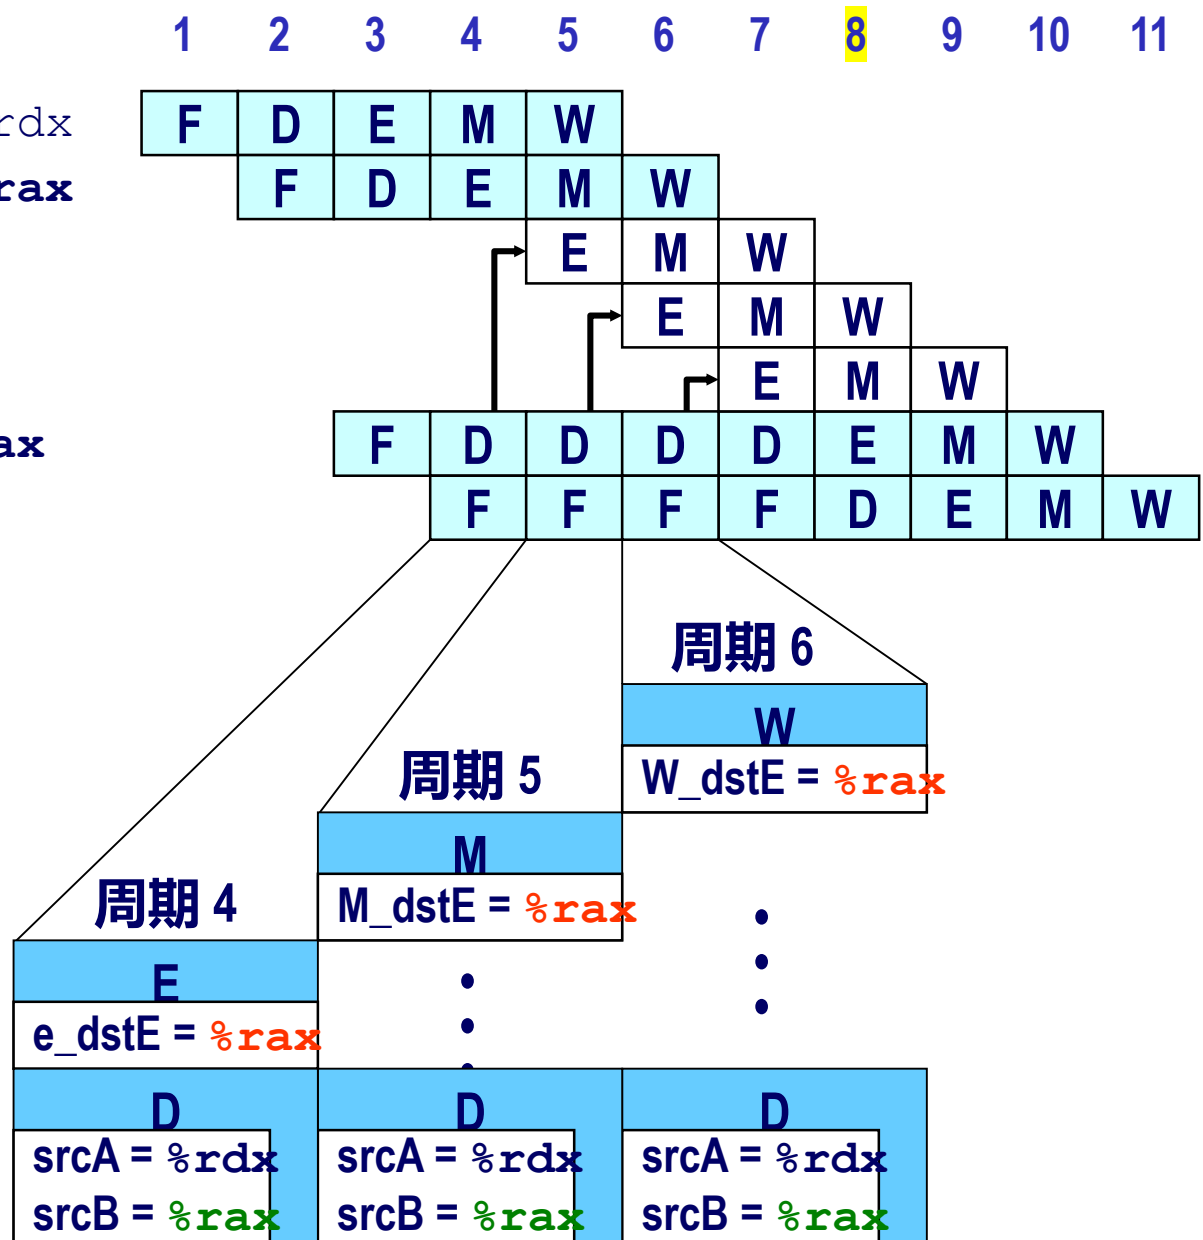 1 2 3 4 5 6 7 8 9 10 11
rdx F D E M W
rax F D E M W
E M W
E M W
E M W
ax F D D D D E M W
F F F F D E M W
周期 6
W
W_dstE = %rax
周期 5
M
M_dstE = %rax
周期 4
E
e_dstE = %rax
D D D
srcA = %rdx srcA = %rdx srcA = %rdx
srcB = %rax srcB = %rax srcB = %rax